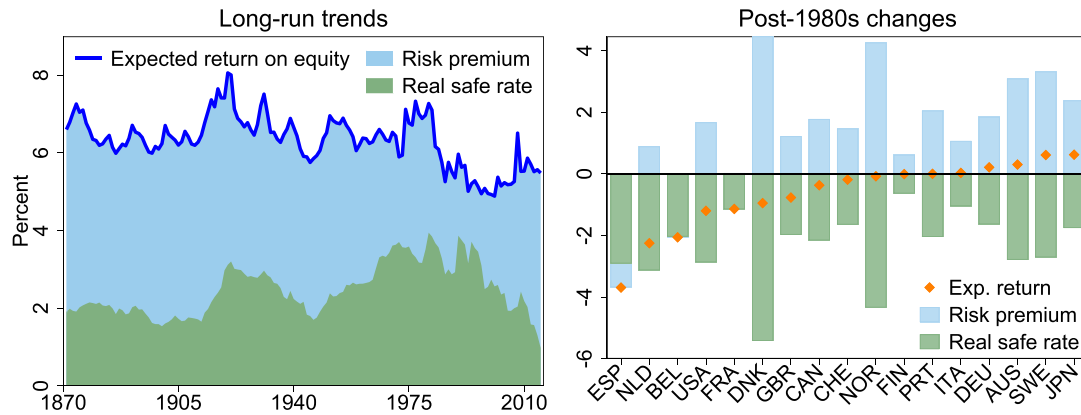 Long-run trends
Expected return on equity
Risk premium
Real safe rate
Percent
8
6
4
2
0
1870
1905
1940
1975
2010
Post-1980s changes
4
2
0
-2
-4
-6
Exp. return
Risk premium
Real safe rate
ESP
NLD
BEL
USA
FRA
DNK
GBR
CAN
CHE
NOR
FIN
PRT
ITA
DEU
AUS
SWE
JPN